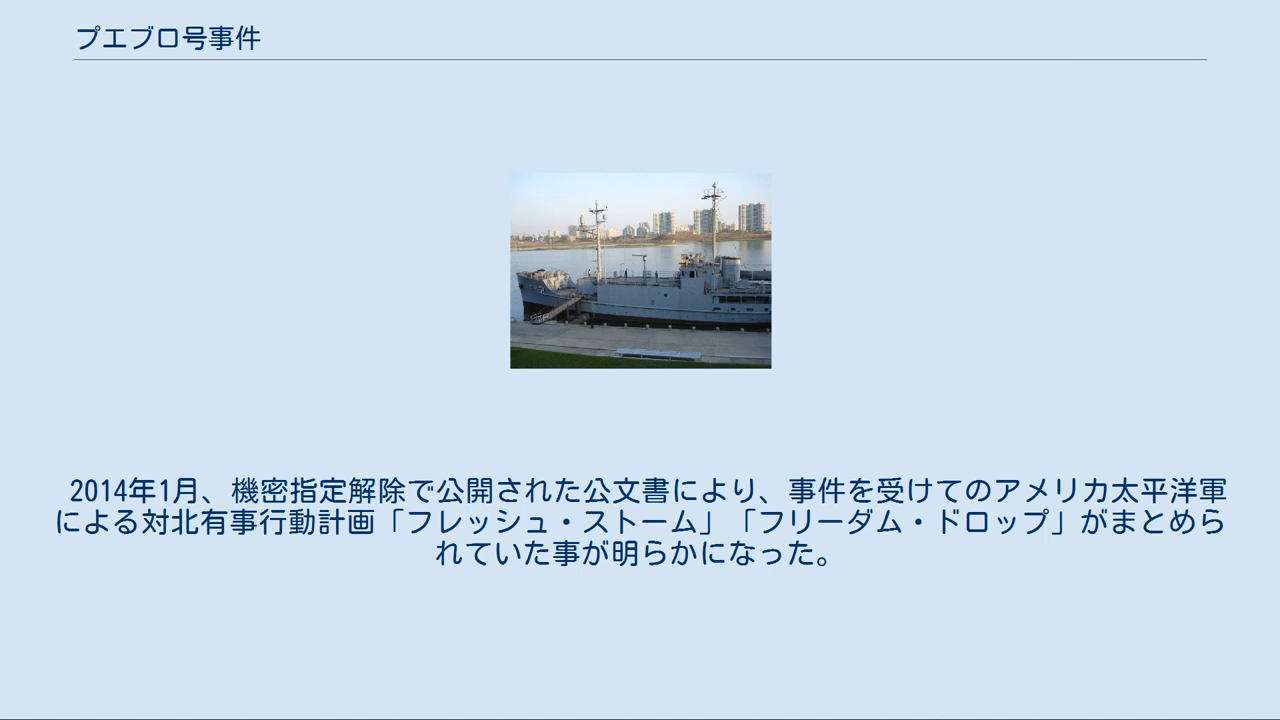 プエブロ号事件
2014年1月、機密指定解除で公開された公文書により、事件を受けてのアメリカ太平洋軍
による対北有事行動計画「フレッシュ・ストーム」「フリーダム・ドロップ」がまとめら
れていた事が明らかになった。